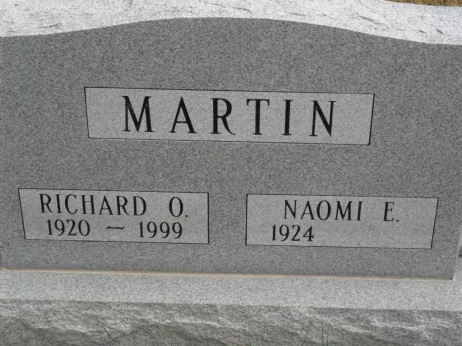 MARTIN
RICHARD O.
1920 ~ 1999
NAOMI E.
1924